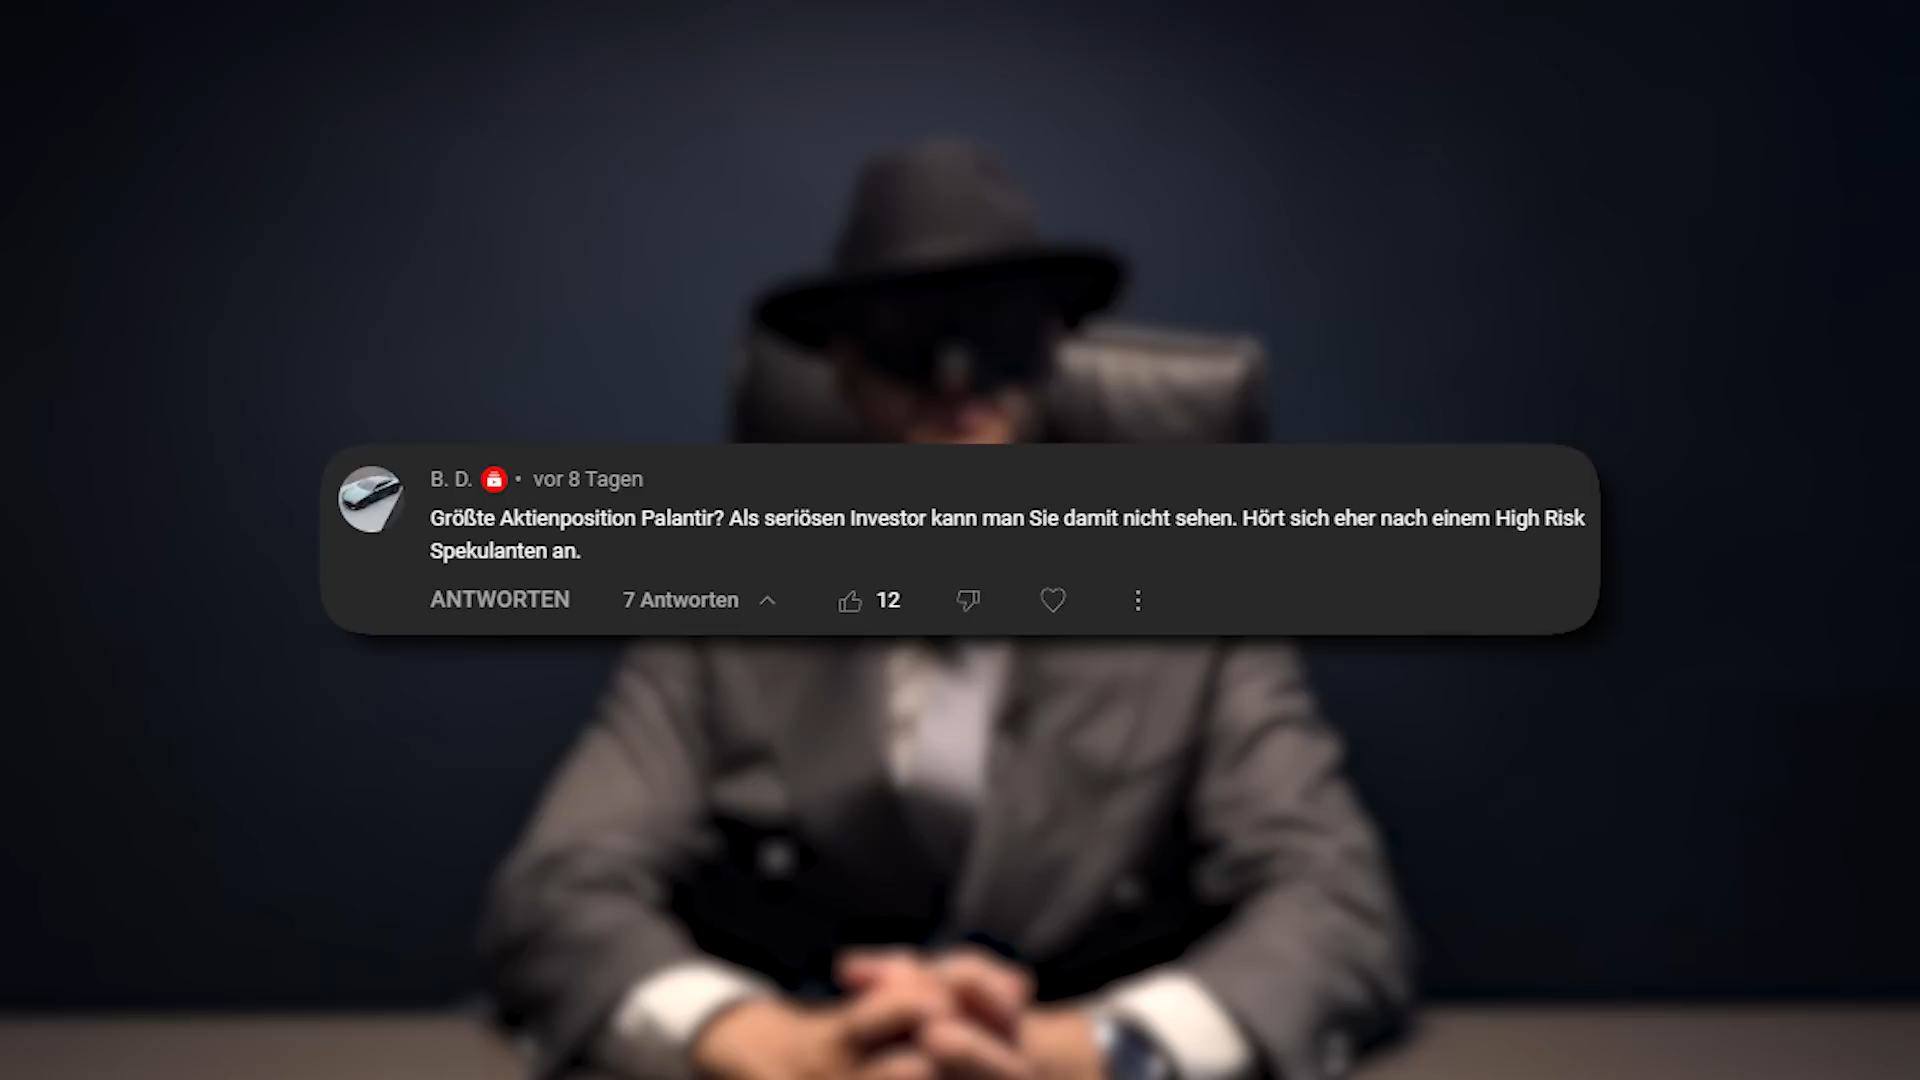 B. D. • vor 8 Tagen
Größte Aktienposition Palantir? Als seriösen Investor kann man Sie damit nicht sehen. Hört sich eher nach einem High Risk
Spekulanten an.
ANTWORTEN 7 Antworten 12